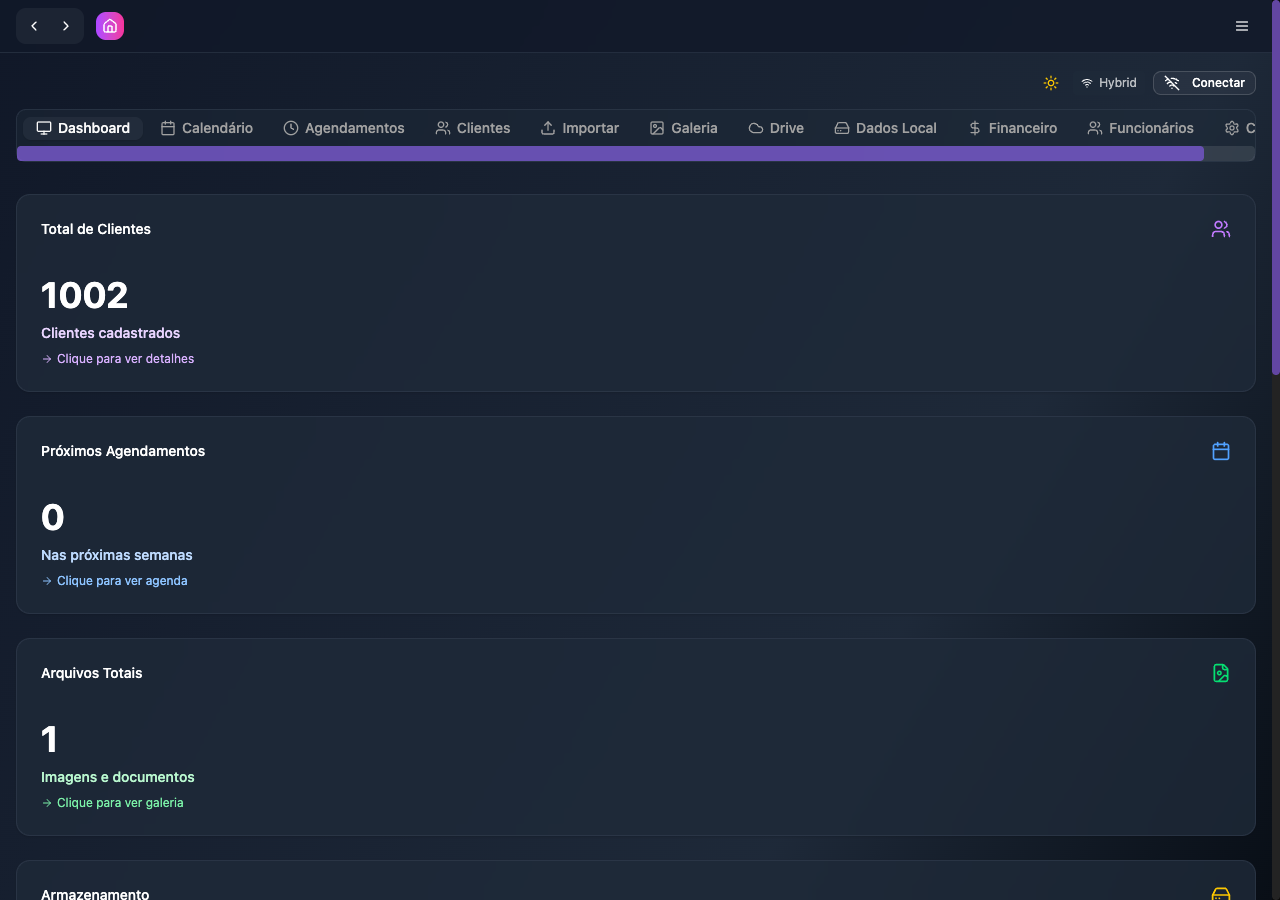 Hybrid Conectar
Dashboard Calendário Agendamentos Clientes Importar Galeria Drive Dados Local Financeiro Funcionários C
Total de Clientes
1002
Clientes cadastrados
→ Clique para ver detalhes
Próximos Agendamentos
0
Nas próximas semanas
→ Clique para ver agenda
Arquivos Totais
1
Imagens e documentos
→ Clique para ver galeria
Armazenamento